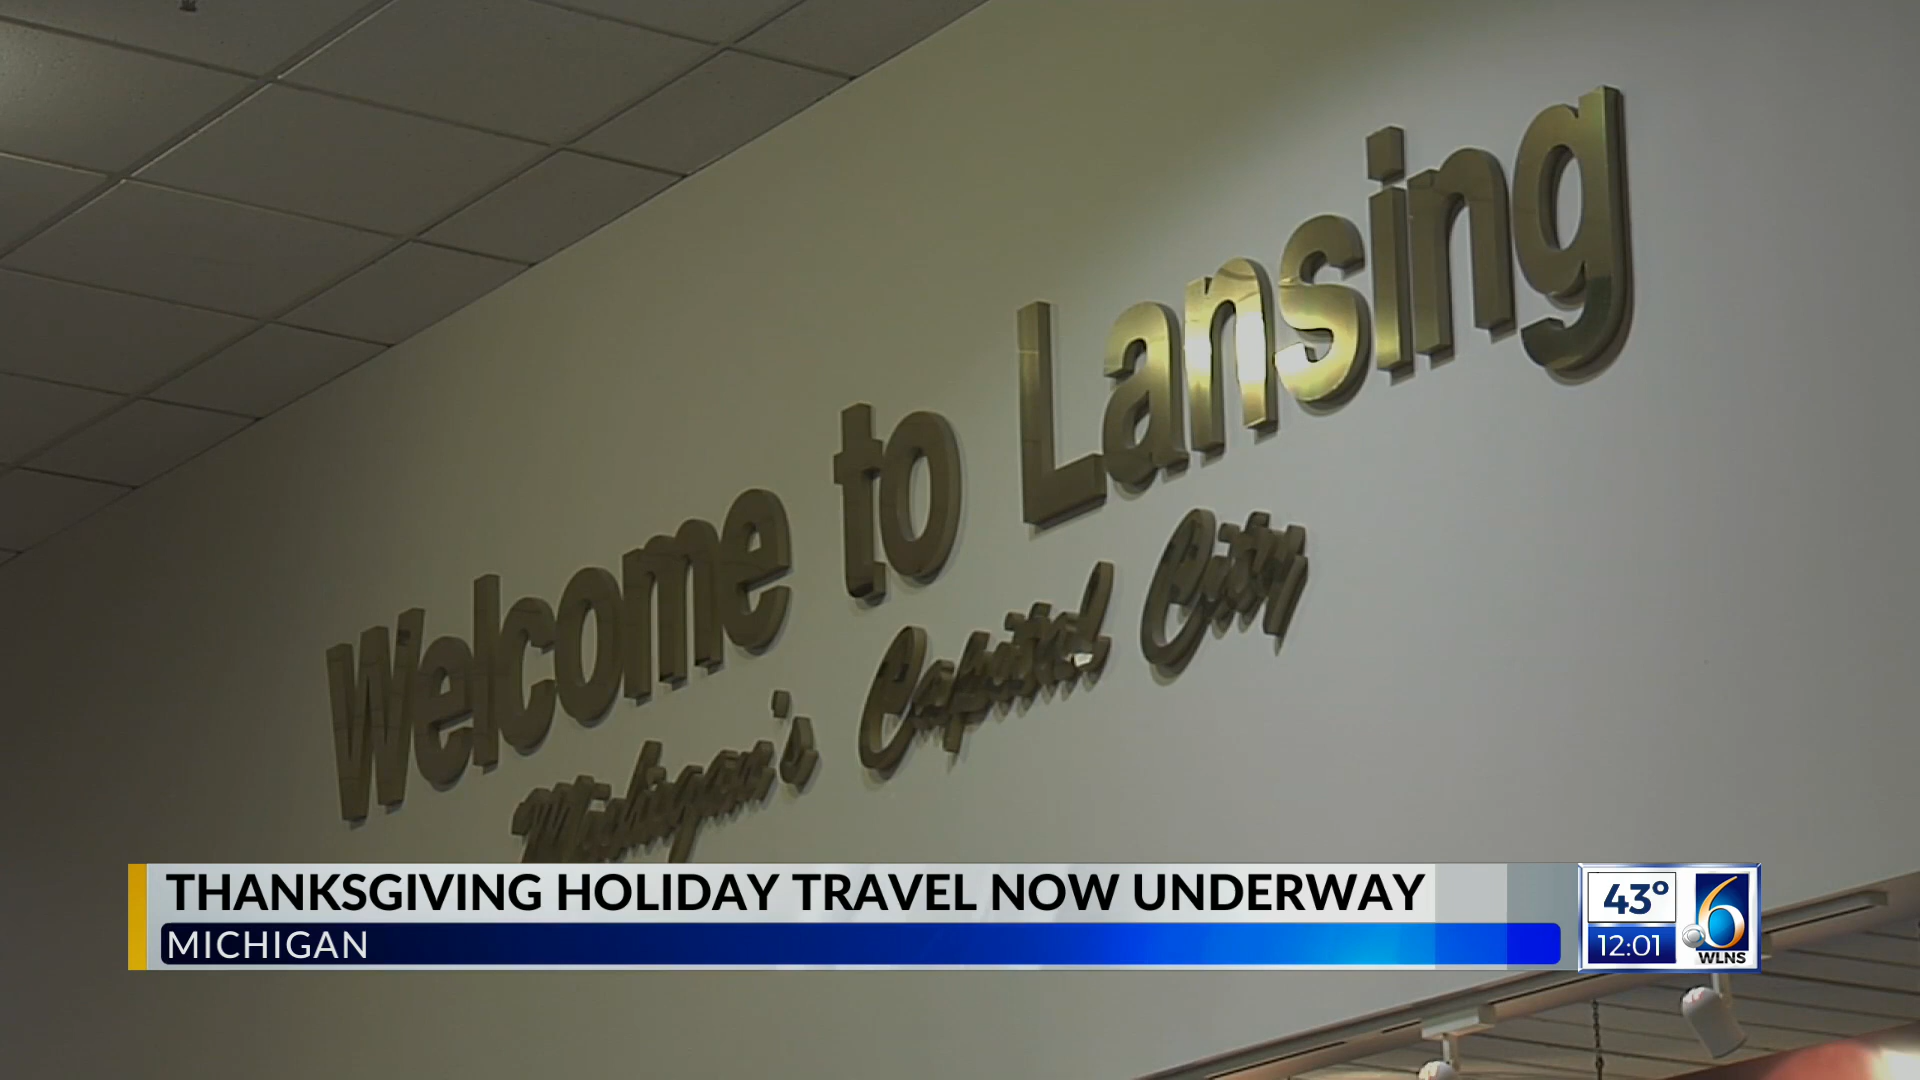 Welcome to Lansing
Michigan's Capital City
THANKSGIVING HOLIDAY TRAVEL NOW UNDERWAY
MICHIGAN
43°
12:01
6
WLNS